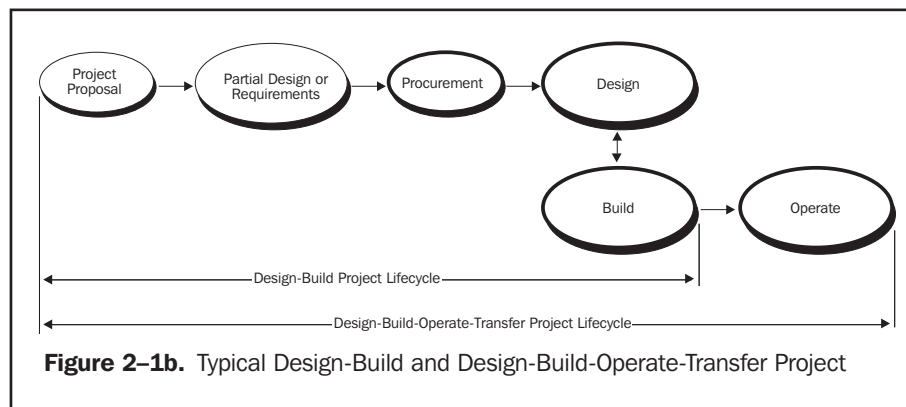 Project
Proposal
Partial Design or
Requirements
Procurement
Design
Build
Operate
Design-Build Project Lifecycle
Design-Build-Operate-Transfer Project Lifecycle
Figure 2–1b. Typical Design-Build and Design-Build-Operate-Transfer Project